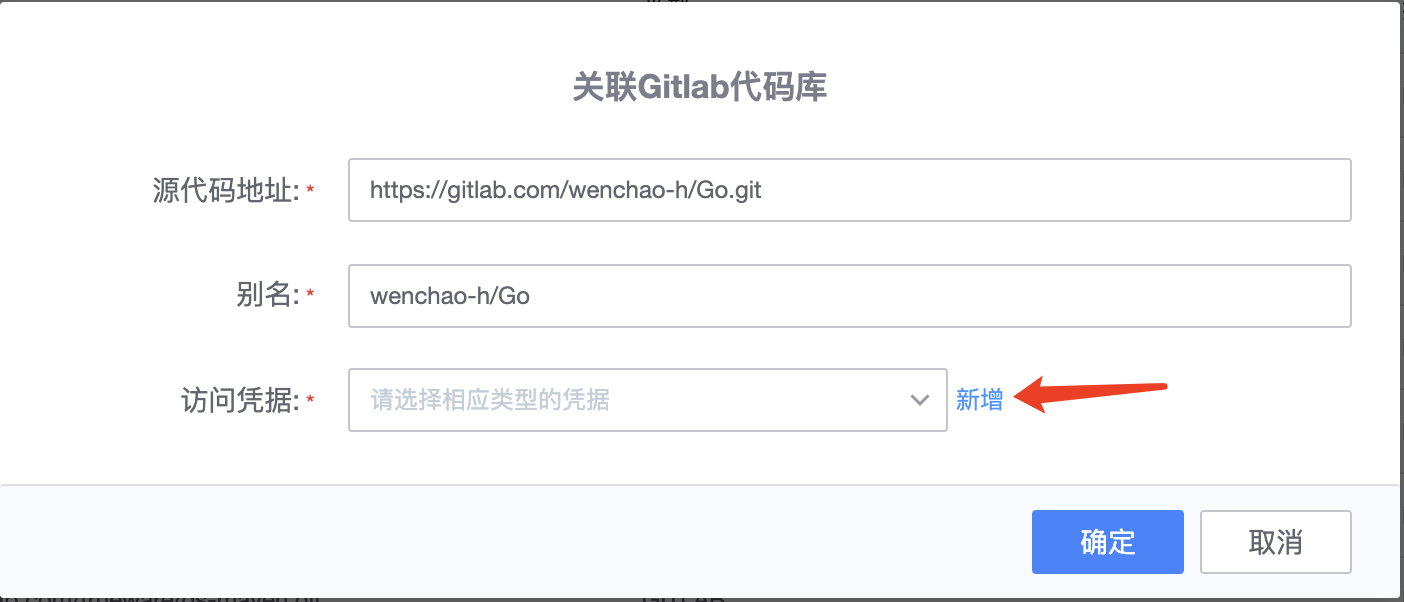 关联Gitlab代码库
源代码地址: * https://gitlab.com/wenchao-h/Go.git
别名: * wenchao-h/Go
访问凭据: * 请选择相应类型的凭据 新增
确定 取消